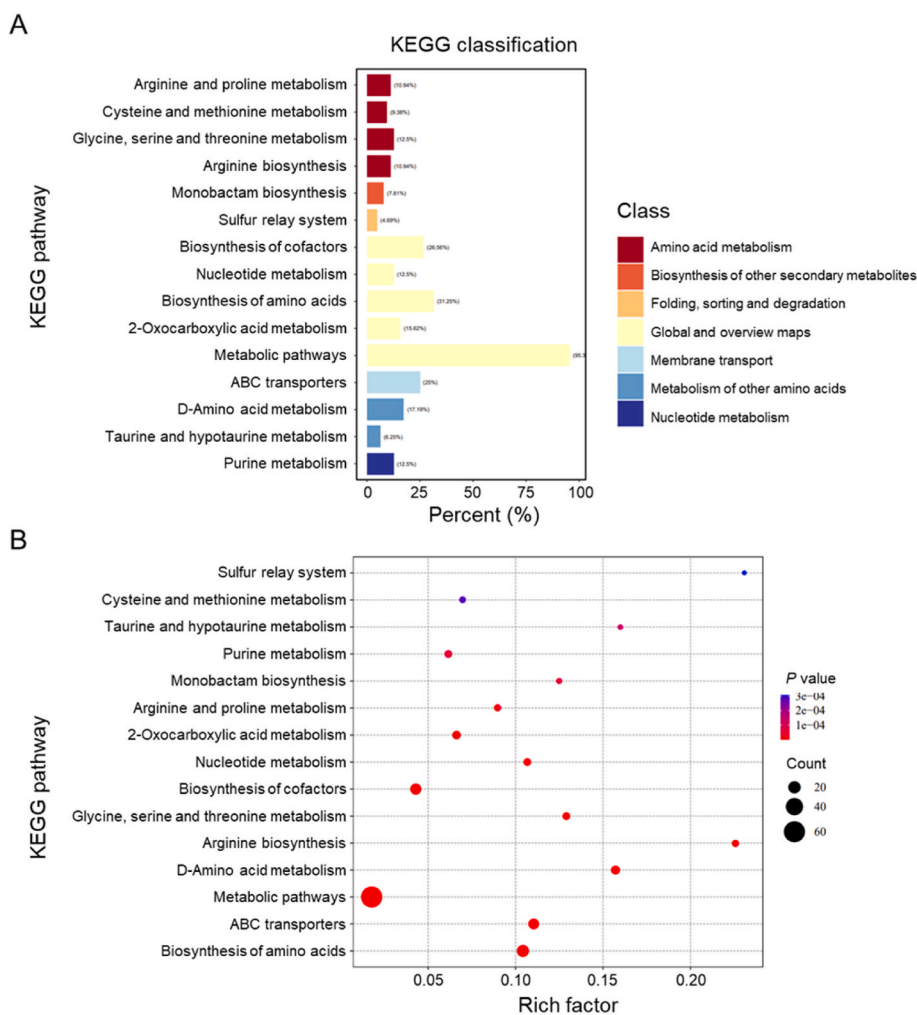 A
KEGG classification
KEGG pathway
Arginine and proline metabolism (10.94%)
Cysteine and methionine metabolism (9.38%)
Glycine, serine and threonine metabolism (12.5%)
Arginine biosynthesis (10.94%)
Monobactam biosynthesis (7.81%)
Sulfur relay system (4.69%)
Biosynthesis of cofactors (26.56%)
Nucleotide metabolism (12.5%)
Biosynthesis of amino acids (31.25%)
2-Oxocarboxylic acid metabolism (15.62%)
Metabolic pathways (95.3
ABC transporters (25%)
D-Amino acid metabolism (17.19%)
Taurine and hypotaurine metabolism (6.25%)
Purine metabolism (12.5%)
0 25 50 75 100
Percent (%)
Class
Amino acid metabolism
Biosynthesis of other secondary metabolites
Folding, sorting and degradation
Global and overview maps
Membrane transport
Metabolism of other amino acids
Nucleotide metabolism
B
KEGG pathway
Sulfur relay system
Cysteine and methionine metabolism
Taurine and hypotaurine metabolism
Purine metabolism
Monobactam biosynthesis
Arginine and proline metabolism
2-Oxocarboxylic acid metabolism
Nucleotide metabolism
Biosynthesis of cofactors
Glycine, serine and threonine metabolism
Arginine biosynthesis
D-Amino acid metabolism
Metabolic pathways
ABC transporters
Biosynthesis of amino acids
0.05 0.10 0.15 0.20
Rich factor
P value
3e−04
2e−04
1e−04
Count
20
40
60